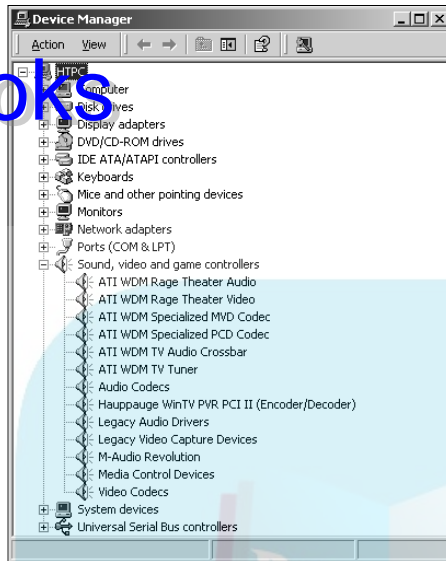 Device Manager
Action View
HTPC
Computer
oks
Disk drives
Display adapters
DVD/CD-ROM drives
IDE ATA/ATAPI controllers
Keyboards
Mice and other pointing devices
Monitors
Network adapters
Ports (COM & LPT)
Sound, video and game controllers
ATI WDM Rage Theater Audio
ATI WDM Rage Theater Video
ATI WDM Specialized MVD Codec
ATI WDM Specialized PCD Codec
ATI WDM TV Audio Crossbar
ATI WDM TV Tuner
Audio Codecs
Hauppauge WinTV PVR PCI II (Encoder/Decoder)
Legacy Audio Drivers
Legacy Video Capture Devices
M-Audio Revolution
Media Control Devices
Video Codecs
System devices
Universal Serial Bus controllers